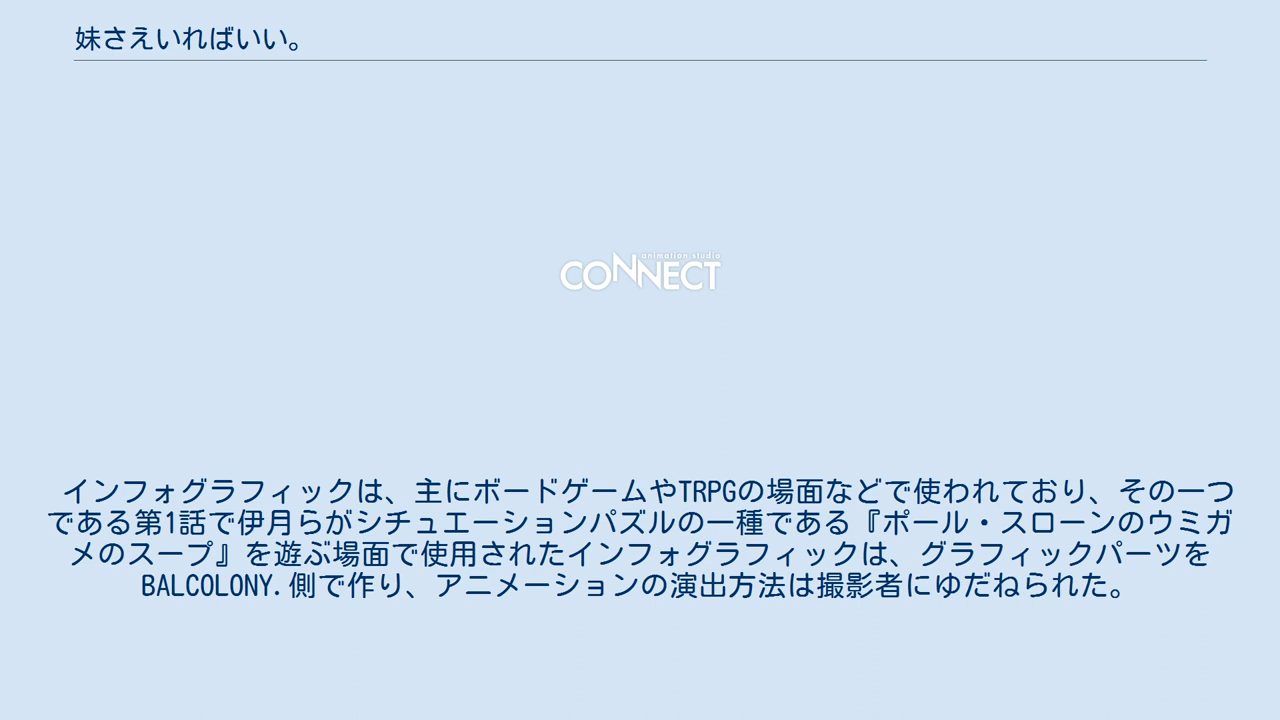 妹さえいればいい。
animation studio
CONNECT
インフォグラフィックは、主にボードゲームやTRPGの場面などで使われており、その一つ
である第1話で伊月らがシチュエーションパズルの一種である『ポール・スローンのウミガ
メのスープ』を遊ぶ場面で使用されたインフォグラフィックは、グラフィックパーツを
BALCOLONY.側で作り、アニメーションの演出方法は撮影者にゆだねられた。